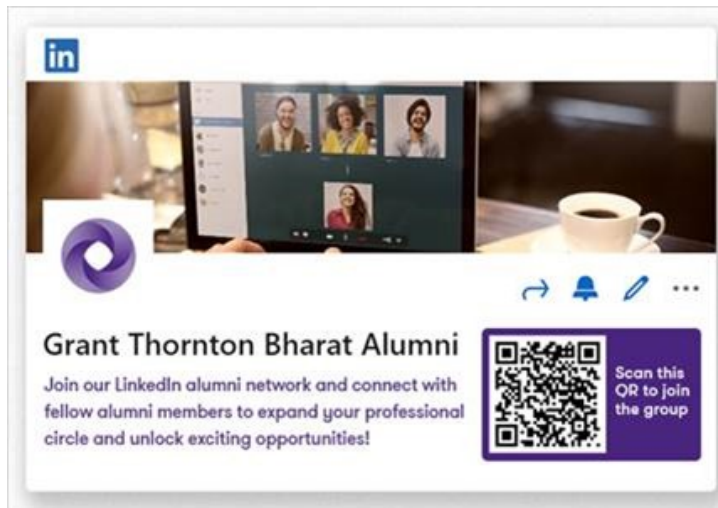 in
Grant Thornton Bharat Alumni
Join our LinkedIn alumni network and connect with
fellow alumni members to expand your professional
circle and unlock exciting opportunities!
Scan this
QR to join
the group